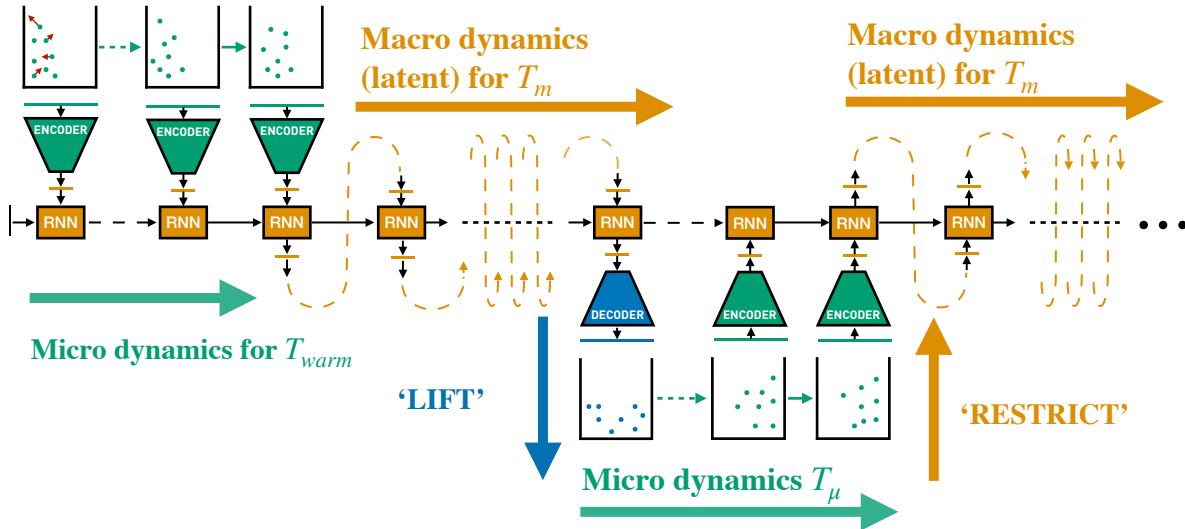 Macro dynamics
(latent) for T_m
Macro dynamics
(latent) for T_m
ENCODER
ENCODER
ENCODER
RNN
RNN
RNN
RNN
RNN
RNN
RNN
RNN
Micro dynamics for T_warm
DECODER
ENCODER
ENCODER
‘LIFT’
‘RESTRICT’
Micro dynamics T_μ